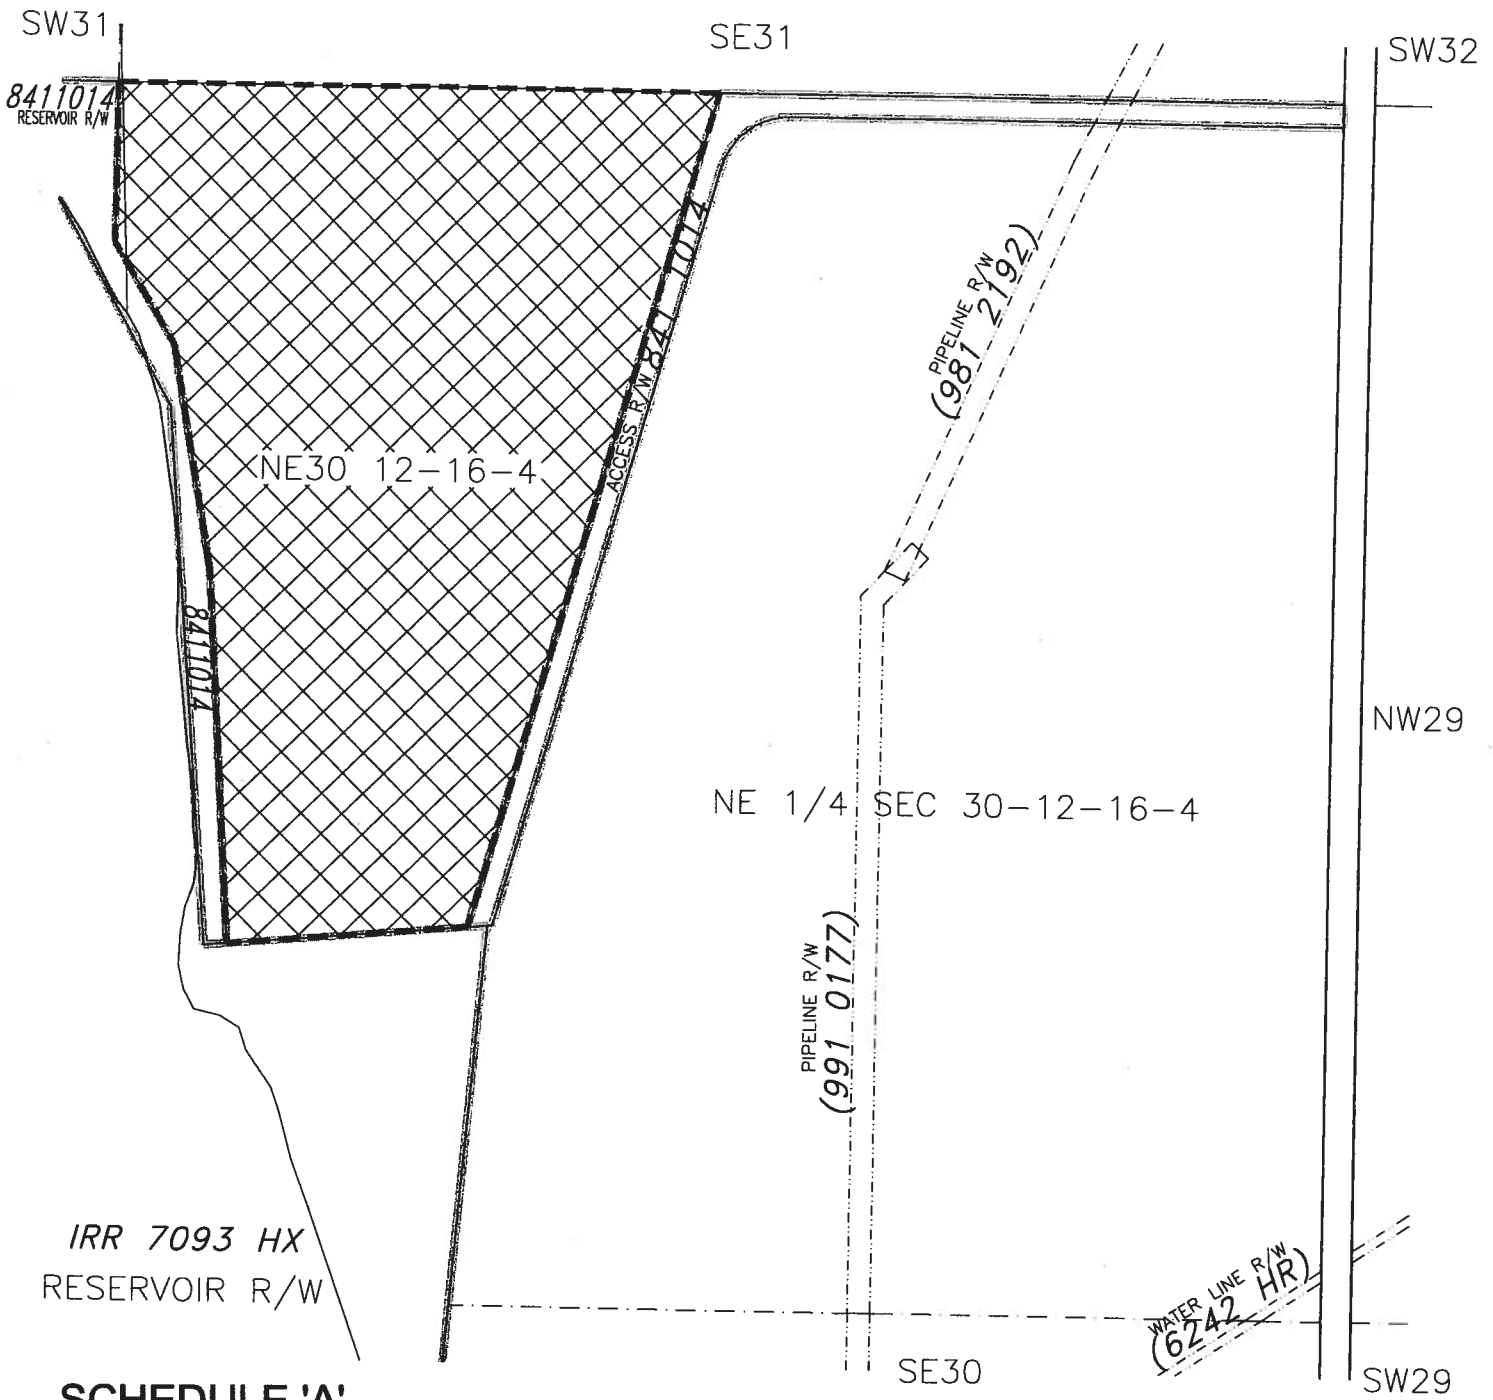 SW31
SE31
SW32
8411014
RESERVOIR R/W
ACCESS R/W 841 1014
PIPELINE R/W
(981 2192)
NE30 12-16-4
8411014
NW29
NE 1/4 SEC 30-12-16-4
PIPELINE R/W
(991 0177)
IRR 7093 HX
RESERVOIR R/W
WATER LINE R/W
(6242 HR)
SE30
SW29
SCHEDULE 'A'